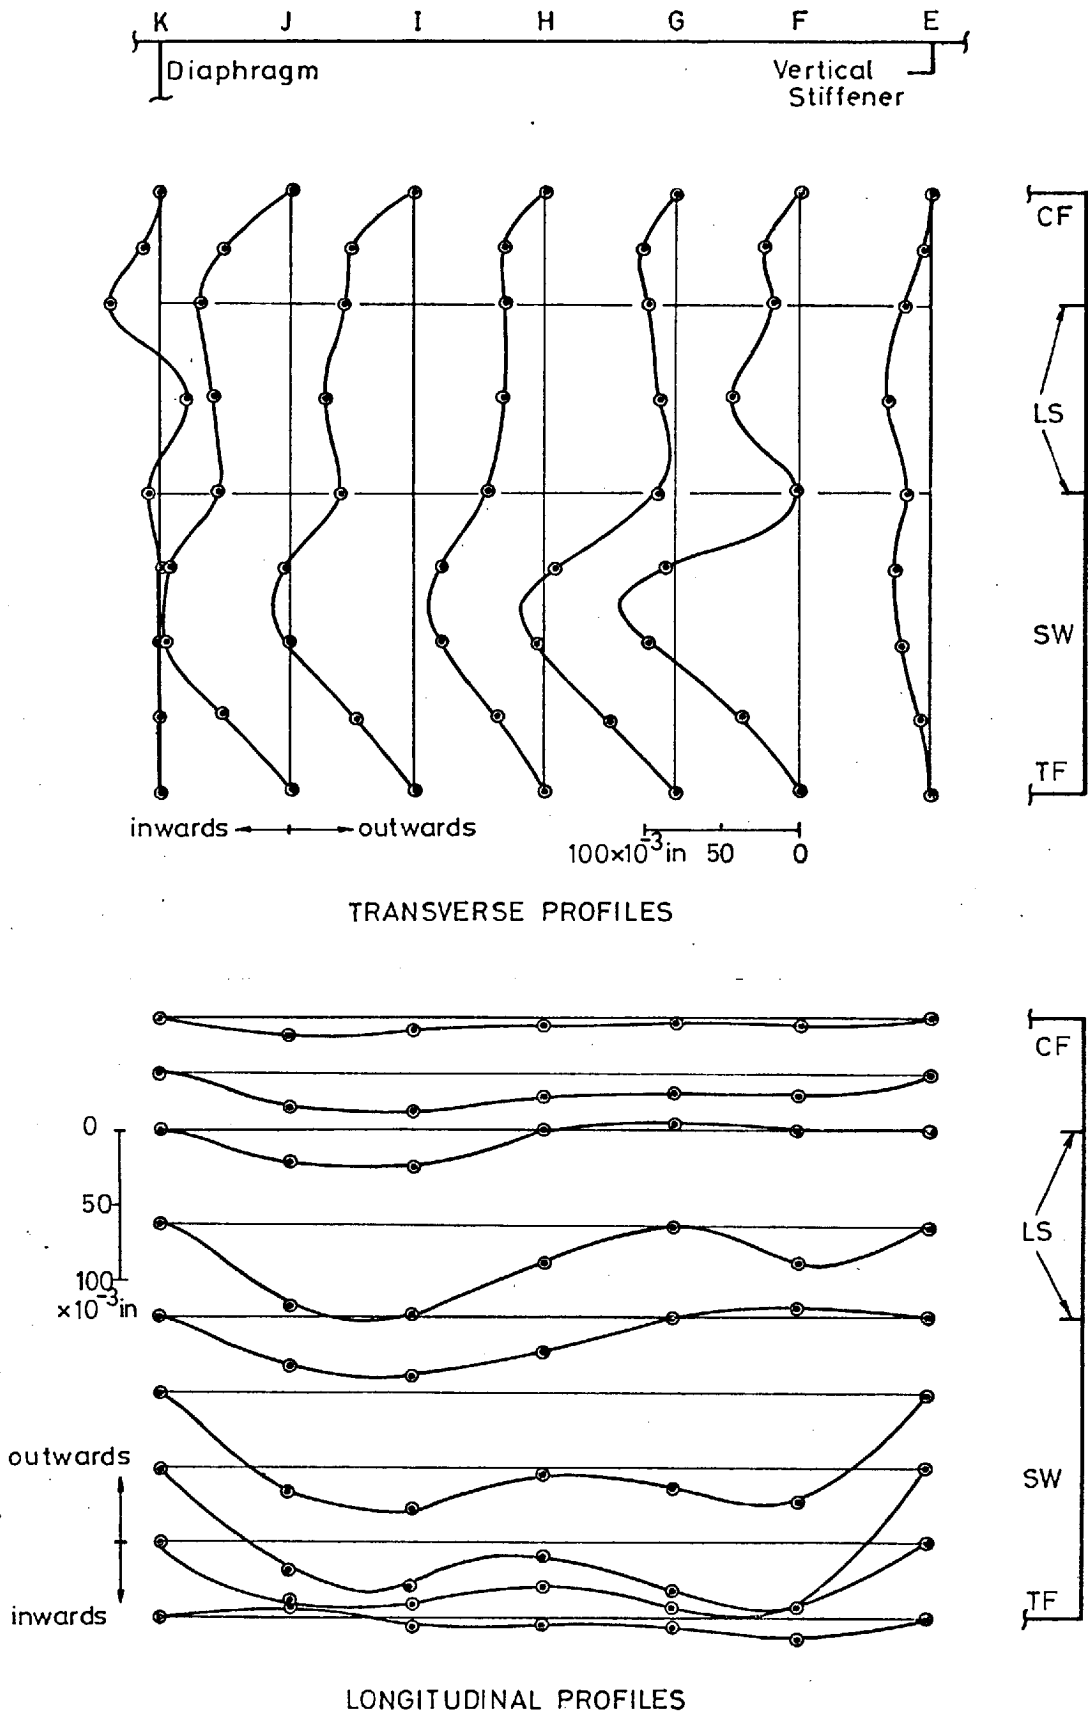 K J I H G F E
Diaphragm
Vertical
Stiffener
CF
LS
SW
TF
inwards outwards
100×10⁻³in 50 0
TRANSVERSE PROFILES
CF
0
50
LS
100
×10⁻³in
outwards
SW
inwards
TF
LONGITUDINAL PROFILES